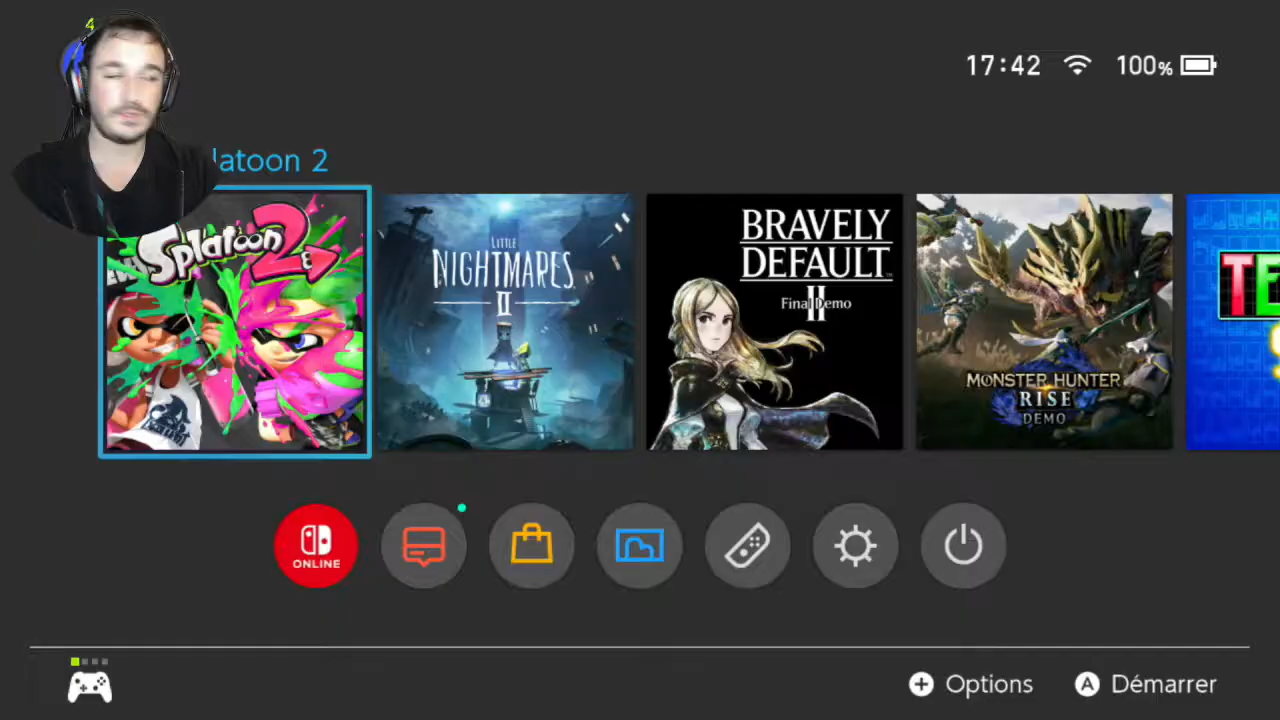 4
17:42
100%
latoon 2
Splatoon 2
LITTLE
NIGHTMARES
II
BRAVELY
DEFAULT
II
Final Demo
MONSTER HUNTER
RISE
DEMO
ONLINE
Options
A Démarrer